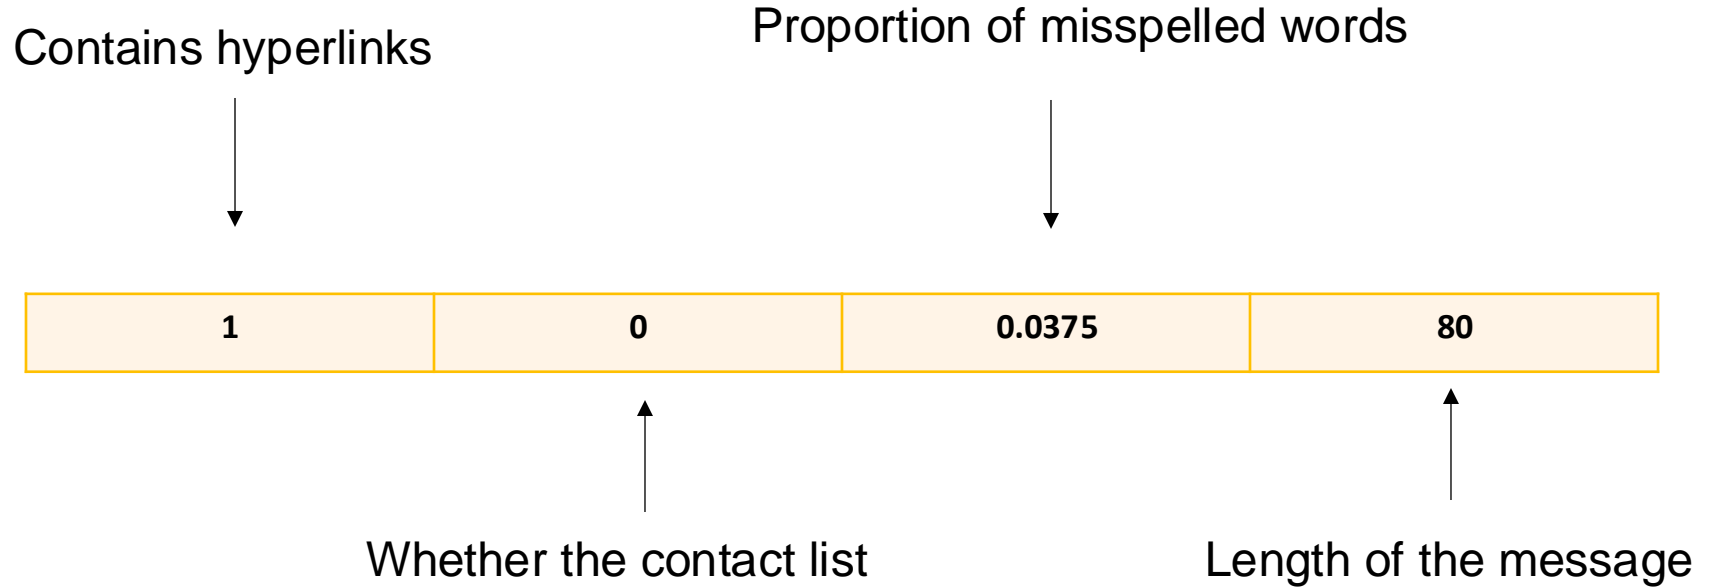 Contains hyperlinks
Proportion of misspelled words
1 0 0.0375 80
Whether the contact list
Length of the message